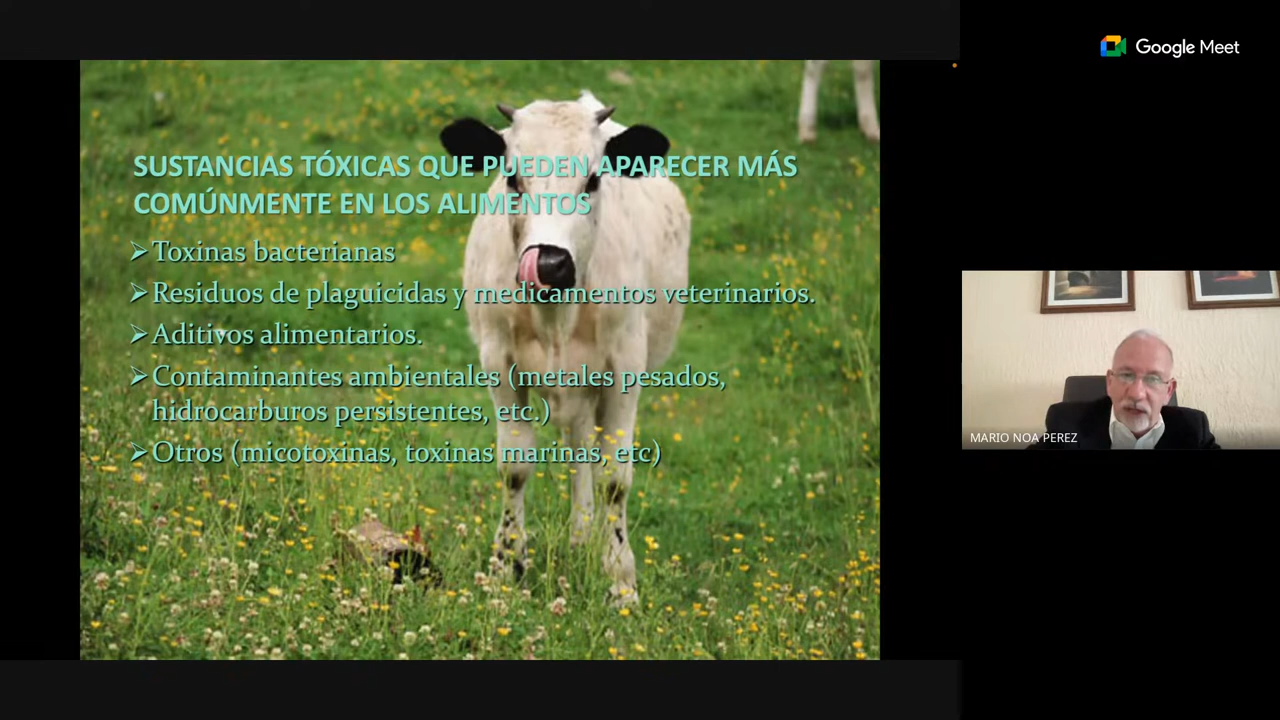 Google Meet
SUSTANCIAS TÓXICAS QUE PUEDEN APARECER MÁS
COMÚNMENTE EN LOS ALIMENTOS
➢Toxinas bacterianas
➢Residuos de plaguicidas y medicamentos veterinarios.
➢Aditivos alimentarios.
➢Contaminantes ambientales (metales pesados,
hidrocarburos persistentes, etc.)
➢Otros (micotoxinas, toxinas marinas, etc)
MARIO NOA PEREZ